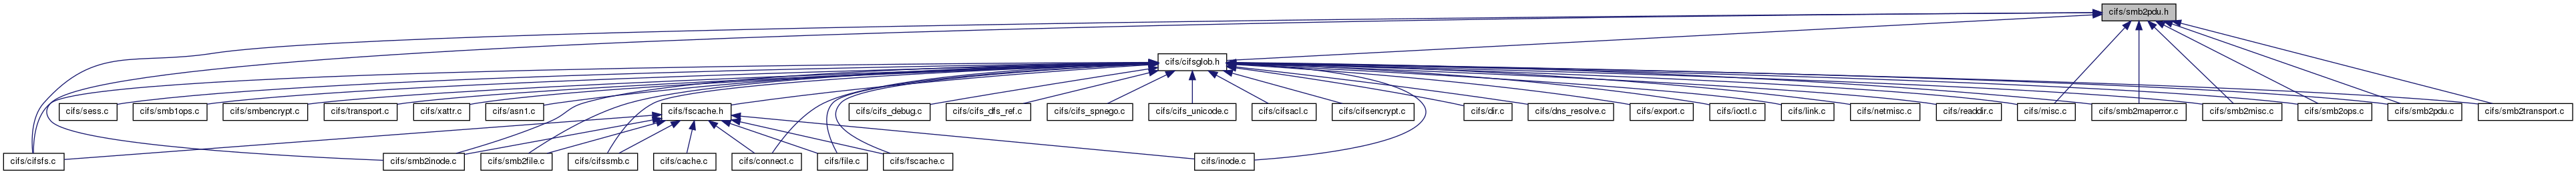 cifs/smb2pdu.h
cifs/cifsglob.h
cifs/sess.c
cifs/smb1ops.c
cifs/smbencrypt.c
cifs/transport.c
cifs/xattr.c
cifs/asn1.c
cifs/fscache.h
cifs/cifs_debug.c
cifs/cifs_dfs_ref.c
cifs/cifs_spnego.c
cifs/cifs_unicode.c
cifs/cifsacl.c
cifs/cifsencrypt.c
cifs/dir.c
cifs/dns_resolve.c
cifs/export.c
cifs/ioctl.c
cifs/link.c
cifs/netmisc.c
cifs/readdir.c
cifs/misc.c
cifs/smb2maperror.c
cifs/smb2misc.c
cifs/smb2ops.c
cifs/smb2pdu.c
cifs/smb2transport.c
cifs/cifsfs.c
cifs/smb2inode.c
cifs/smb2file.c
cifs/cifssmb.c
cifs/cache.c
cifs/connect.c
cifs/file.c
cifs/fscache.c
cifs/inode.c